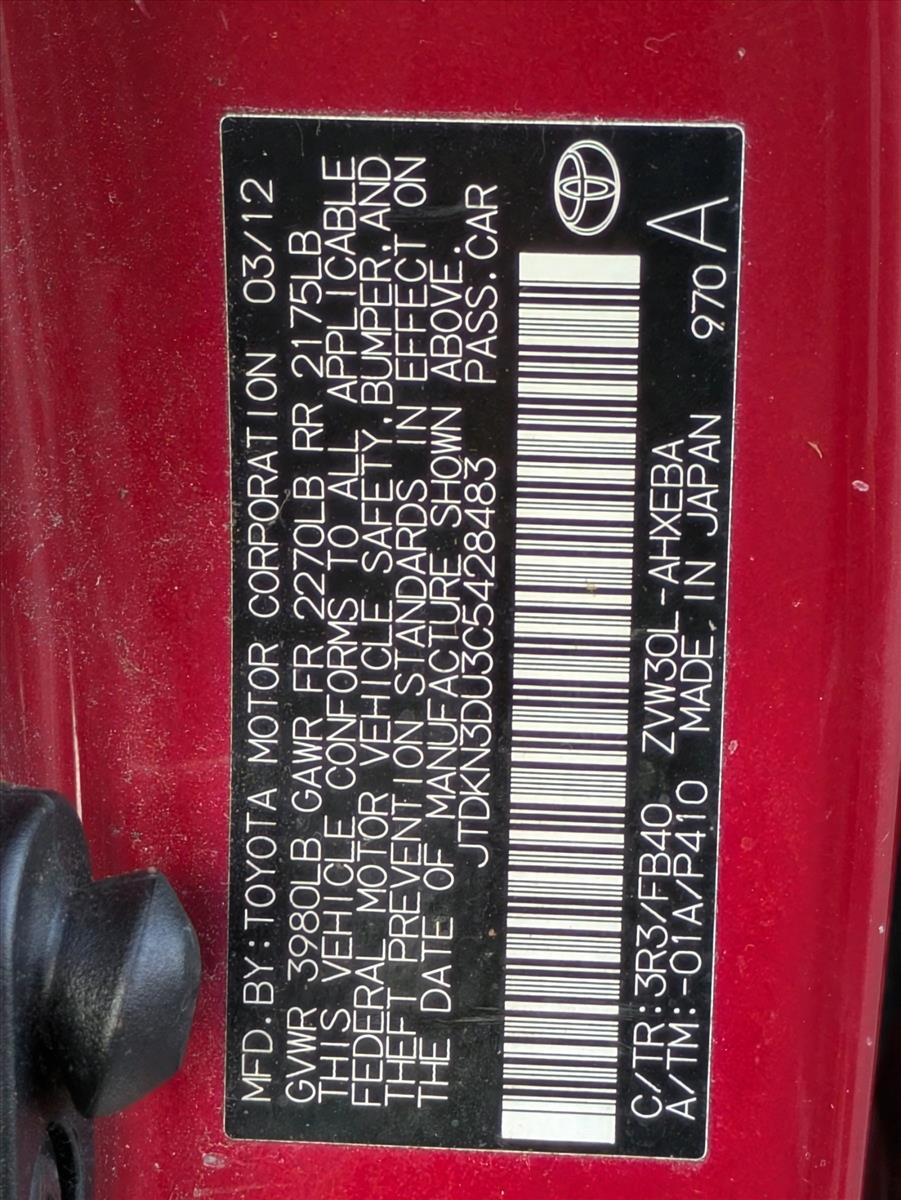 MFD.BY:TOYOTA MOTOR CORPORATION 03/12
GVWR 3980LB GAWR FR 2270LB RR 2175LB
THIS VEHICLE CONFORMS TO ALL APPLICABLE
FEDERAL MOTOR VEHICLE SAFETY,BUMPER,AND
THEFT PREVENTION STANDARDS IN EFFECT ON
THE DATE OF MANUFACTURE SHOWN ABOVE.
JTDKN3DU3C5428483 PASS.CAR
C/TR:3R3/FB40 ZVW30L-AHXEBA
A/TM:-01A/P410 MADE IN JAPAN 970A